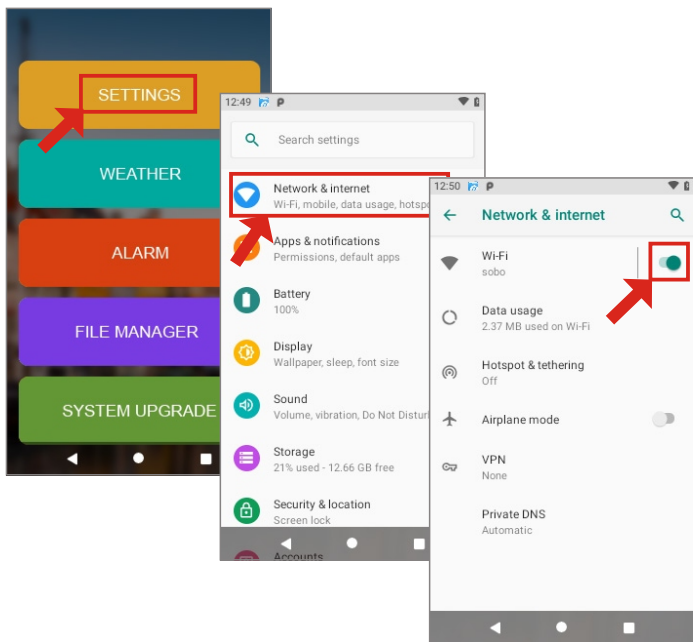 SETTINGS
WEATHER
ALARM
FILE MANAGER
SYSTEM UPGRADE
12:49
Search settings
Network & internet
Wi-Fi, mobile, data usage, hotspo
Apps & notifications
Permissions, default apps
Battery
100%
Display
Wallpaper, sleep, font size
Sound
Volume, vibration, Do Not Distur
Storage
21% used - 12.66 GB free
Security & location
Screen lock
Accounts
12:50
Network & internet
Wi-Fi
sobo
Data usage
2.37 MB used on Wi-Fi
Hotspot & tethering
Off
Airplane mode
VPN
None
Private DNS
Automatic